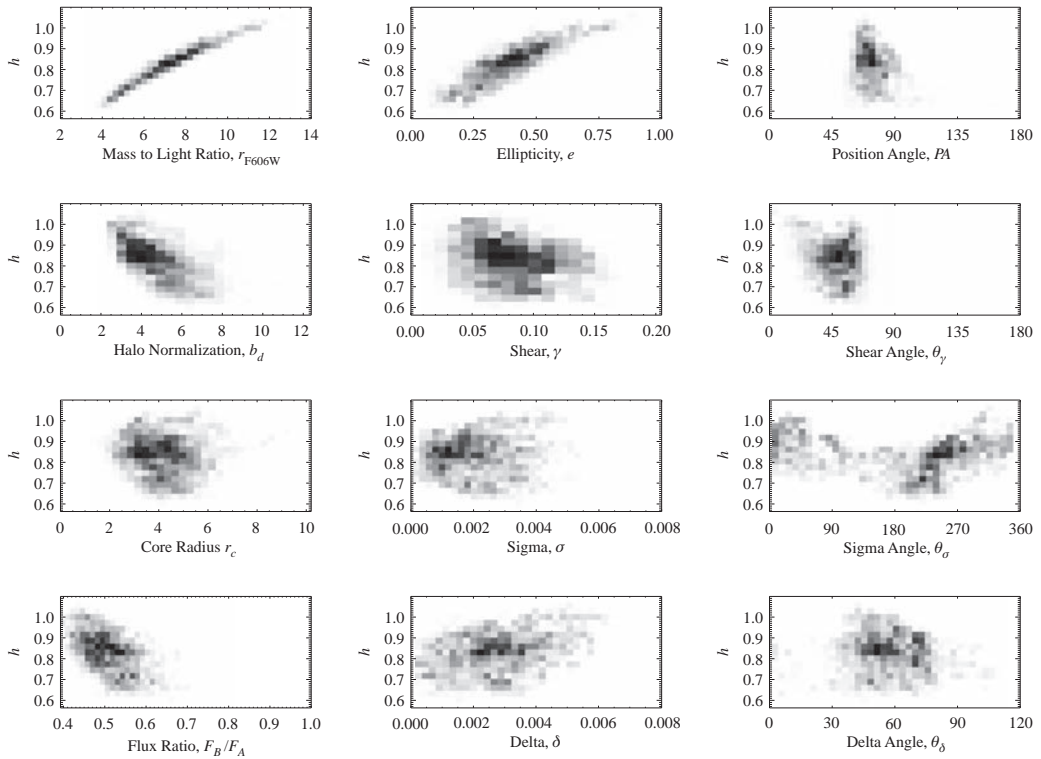 h 1.0 0.9 0.8 0.7 0.6
2 4 6 8 10 12 14
Mass to Light Ratio, r_F606W
h 1.0 0.9 0.8 0.7 0.6
0.00 0.25 0.50 0.75 1.00
Ellipticity, e
h 1.0 0.9 0.8 0.7 0.6
0 45 90 135 180
Position Angle, PA
h 1.0 0.9 0.8 0.7 0.6
0 2 4 6 8 10 12
Halo Normalization, b_d
h 1.0 0.9 0.8 0.7 0.6
0.00 0.05 0.10 0.15 0.20
Shear, γ
h 1.0 0.9 0.8 0.7 0.6
0 45 90 135 180
Shear Angle, θ_γ
h 1.0 0.9 0.8 0.7 0.6
0 2 4 6 8 10
Core Radius r_c
h 1.0 0.9 0.8 0.7 0.6
0.000 0.002 0.004 0.006 0.008
Sigma, σ
h 1.0 0.9 0.8 0.7 0.6
0 90 180 270 360
Sigma Angle, θ_σ
h 1.0 0.9 0.8 0.7 0.6
0.4 0.5 0.6 0.7 0.8 0.9 1.0
Flux Ratio, F_B/F_A
h 1.0 0.9 0.8 0.7 0.6
0.000 0.002 0.004 0.006 0.008
Delta, δ
h 1.0 0.9 0.8 0.7 0.6
0 30 60 90 120
Delta Angle, θ_δ